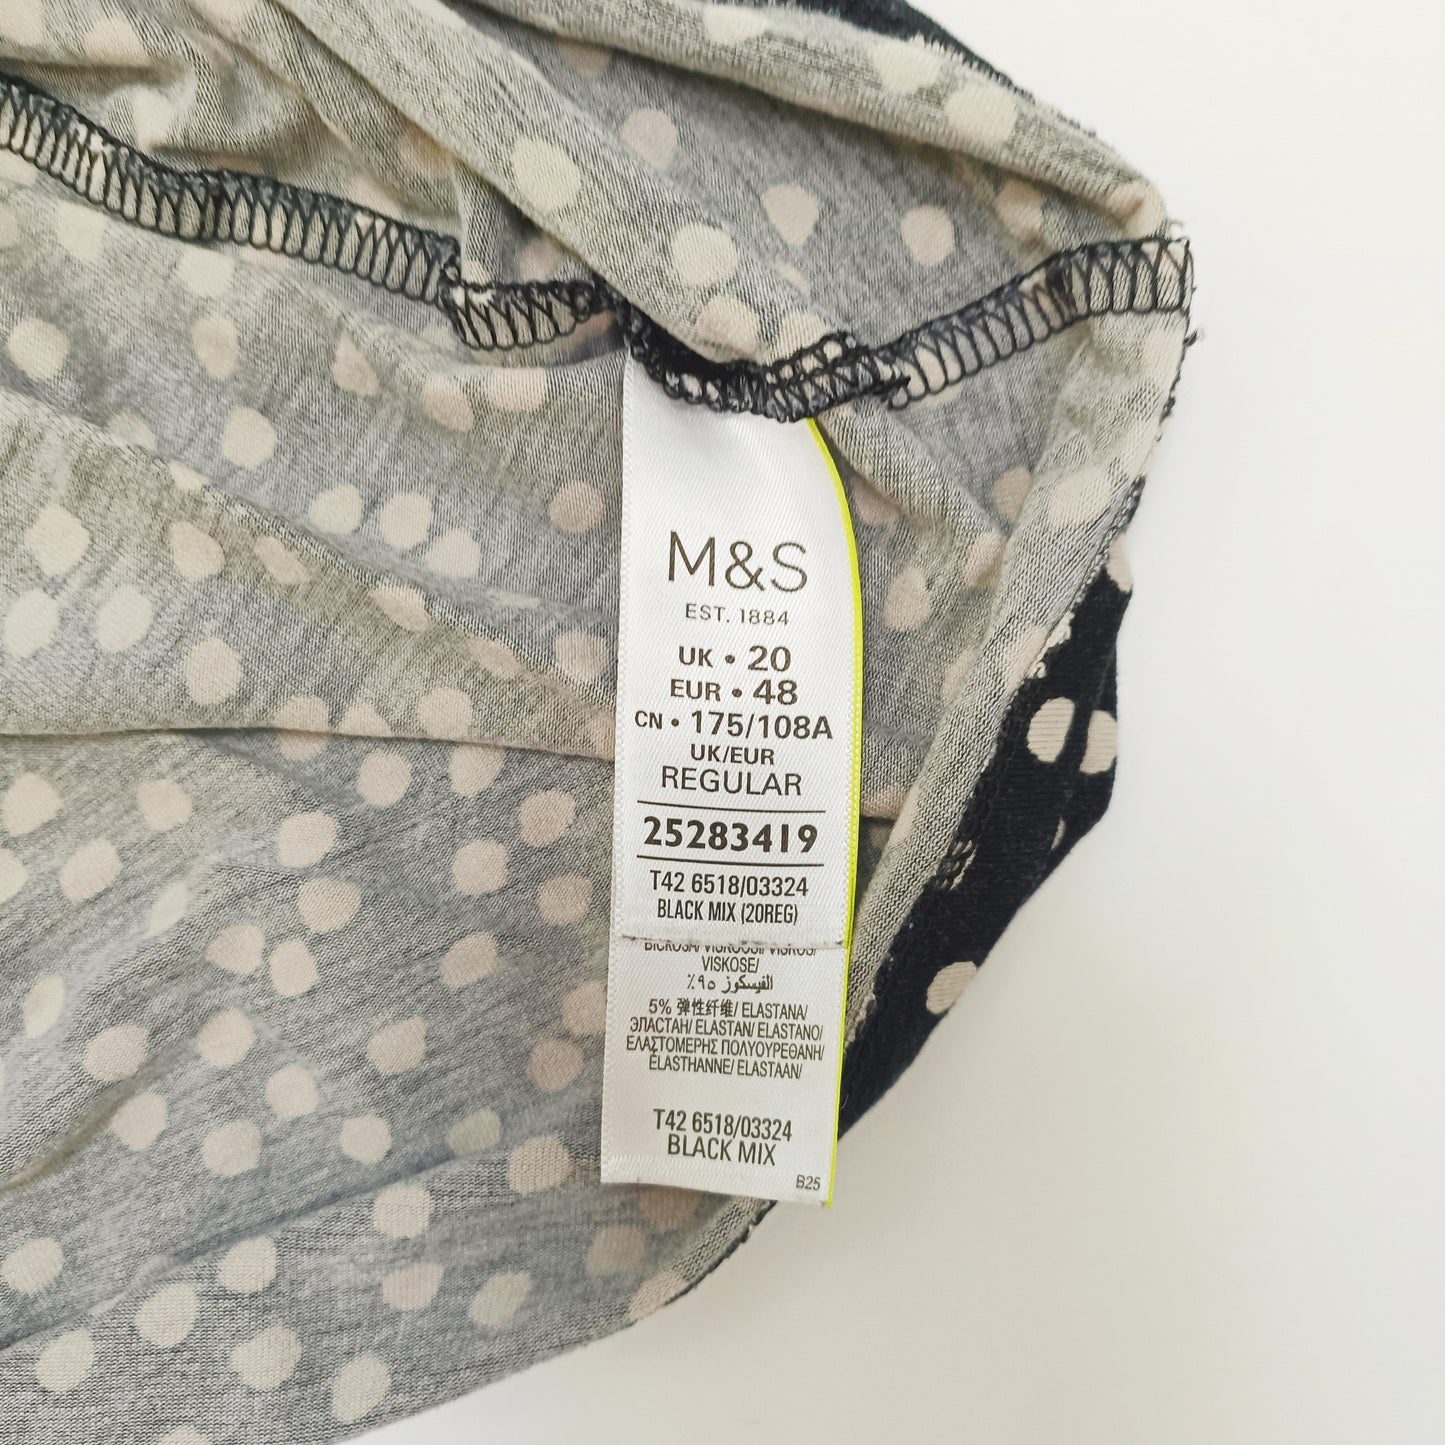 M&S
EST. 1884
UK • 20
EUR • 48
CN • 175/108A
UK/EUR
REGULAR
25283419
T42 6518/03324
BLACK MIX (20REG)
VISKOSE/
٪٩٥ الفيسكوز
5% 弹性纤维/ ELASTANA/
ЭЛАСТАН/ ELASTAN/ ELASTANO/
ΕΛΑΣΤΟΜΕΡΗΣ ΠΟΛΥΟΥΡΕΘΑΝΗ/
ÉLASTHANNE/ ELASTAAN/
T42 6518/03324
BLACK MIX
B25